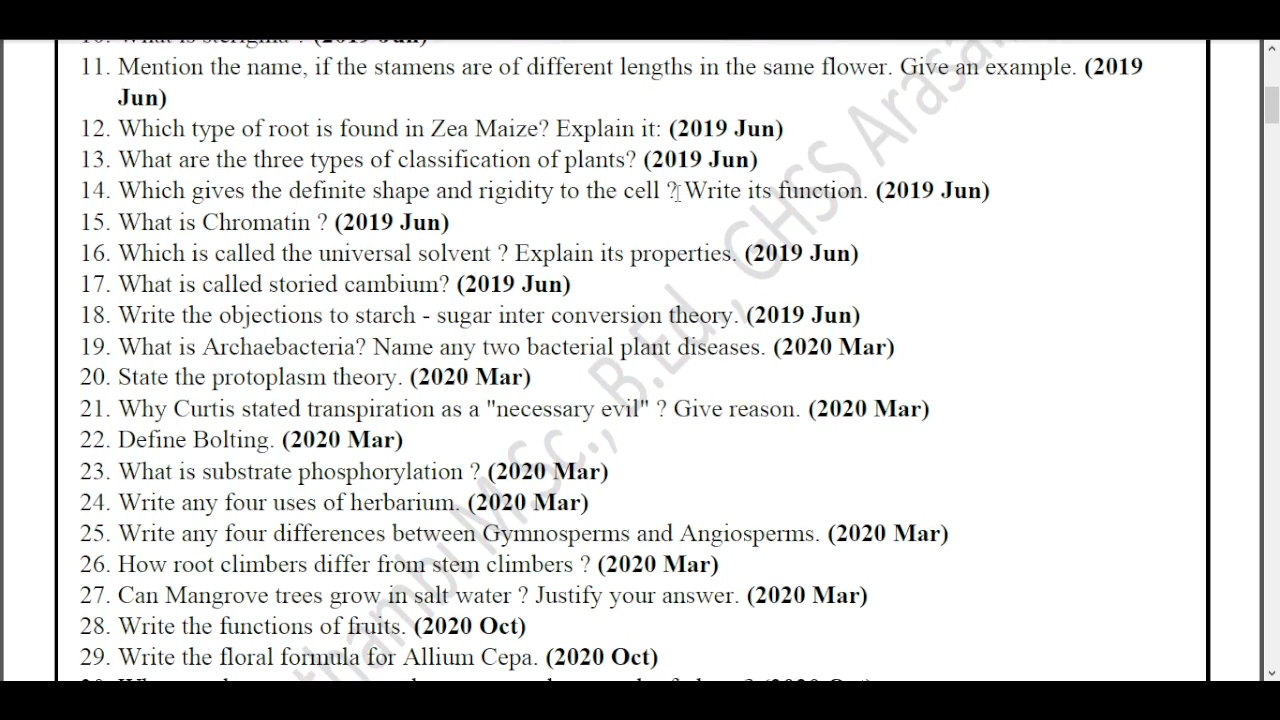 10. What is sterigma ? (2019 Jun)
11. Mention the name, if the stamens are of different lengths in the same flower. Give an example. (2019
Jun)
12. Which type of root is found in Zea Maize? Explain it: (2019 Jun)
13. What are the three types of classification of plants? (2019 Jun)
14. Which gives the definite shape and rigidity to the cell ? Write its function. (2019 Jun)
15. What is Chromatin ? (2019 Jun)
16. Which is called the universal solvent ? Explain its properties. (2019 Jun)
17. What is called storied cambium? (2019 Jun)
18. Write the objections to starch - sugar inter conversion theory. (2019 Jun)
19. What is Archaebacteria? Name any two bacterial plant diseases. (2020 Mar)
20. State the protoplasm theory. (2020 Mar)
21. Why Curtis stated transpiration as a "necessary evil" ? Give reason. (2020 Mar)
22. Define Bolting. (2020 Mar)
23. What is substrate phosphorylation ? (2020 Mar)
24. Write any four uses of herbarium. (2020 Mar)
25. Write any four differences between Gymnosperms and Angiosperms. (2020 Mar)
26. How root climbers differ from stem climbers ? (2020 Mar)
27. Can Mangrove trees grow in salt water ? Justify your answer. (2020 Mar)
28. Write the functions of fruits. (2020 Oct)
29. Write the floral formula for Allium Cepa. (2020 Oct)
M.Sc., B.Ed., GHSS